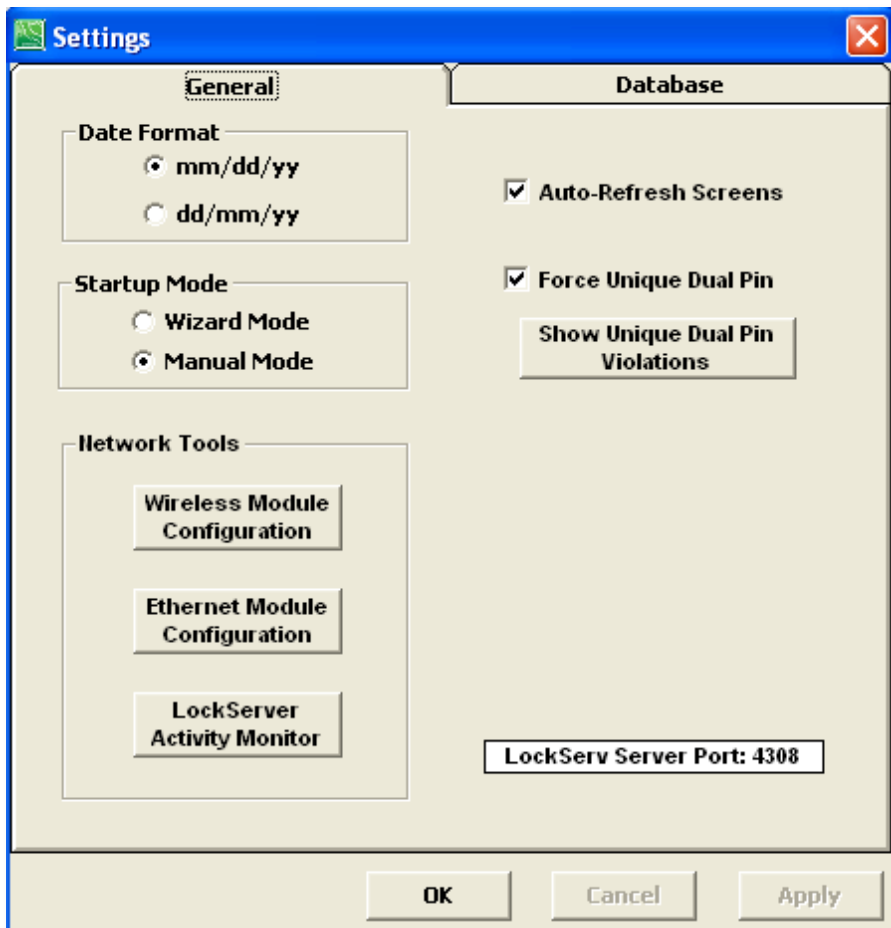 Settings
General
Database
Date Format
mm/dd/yy
dd/mm/yy
Startup Mode
Wizard Mode
Manual Mode
Network Tools
Wireless Module
Configuration
Ethernet Module
Configuration
LockServer
Activity Monitor
Auto-Refresh Screens
Force Unique Dual Pin
Show Unique Dual Pin
Violations
LockServ Server Port: 4308
OK
Cancel
Apply